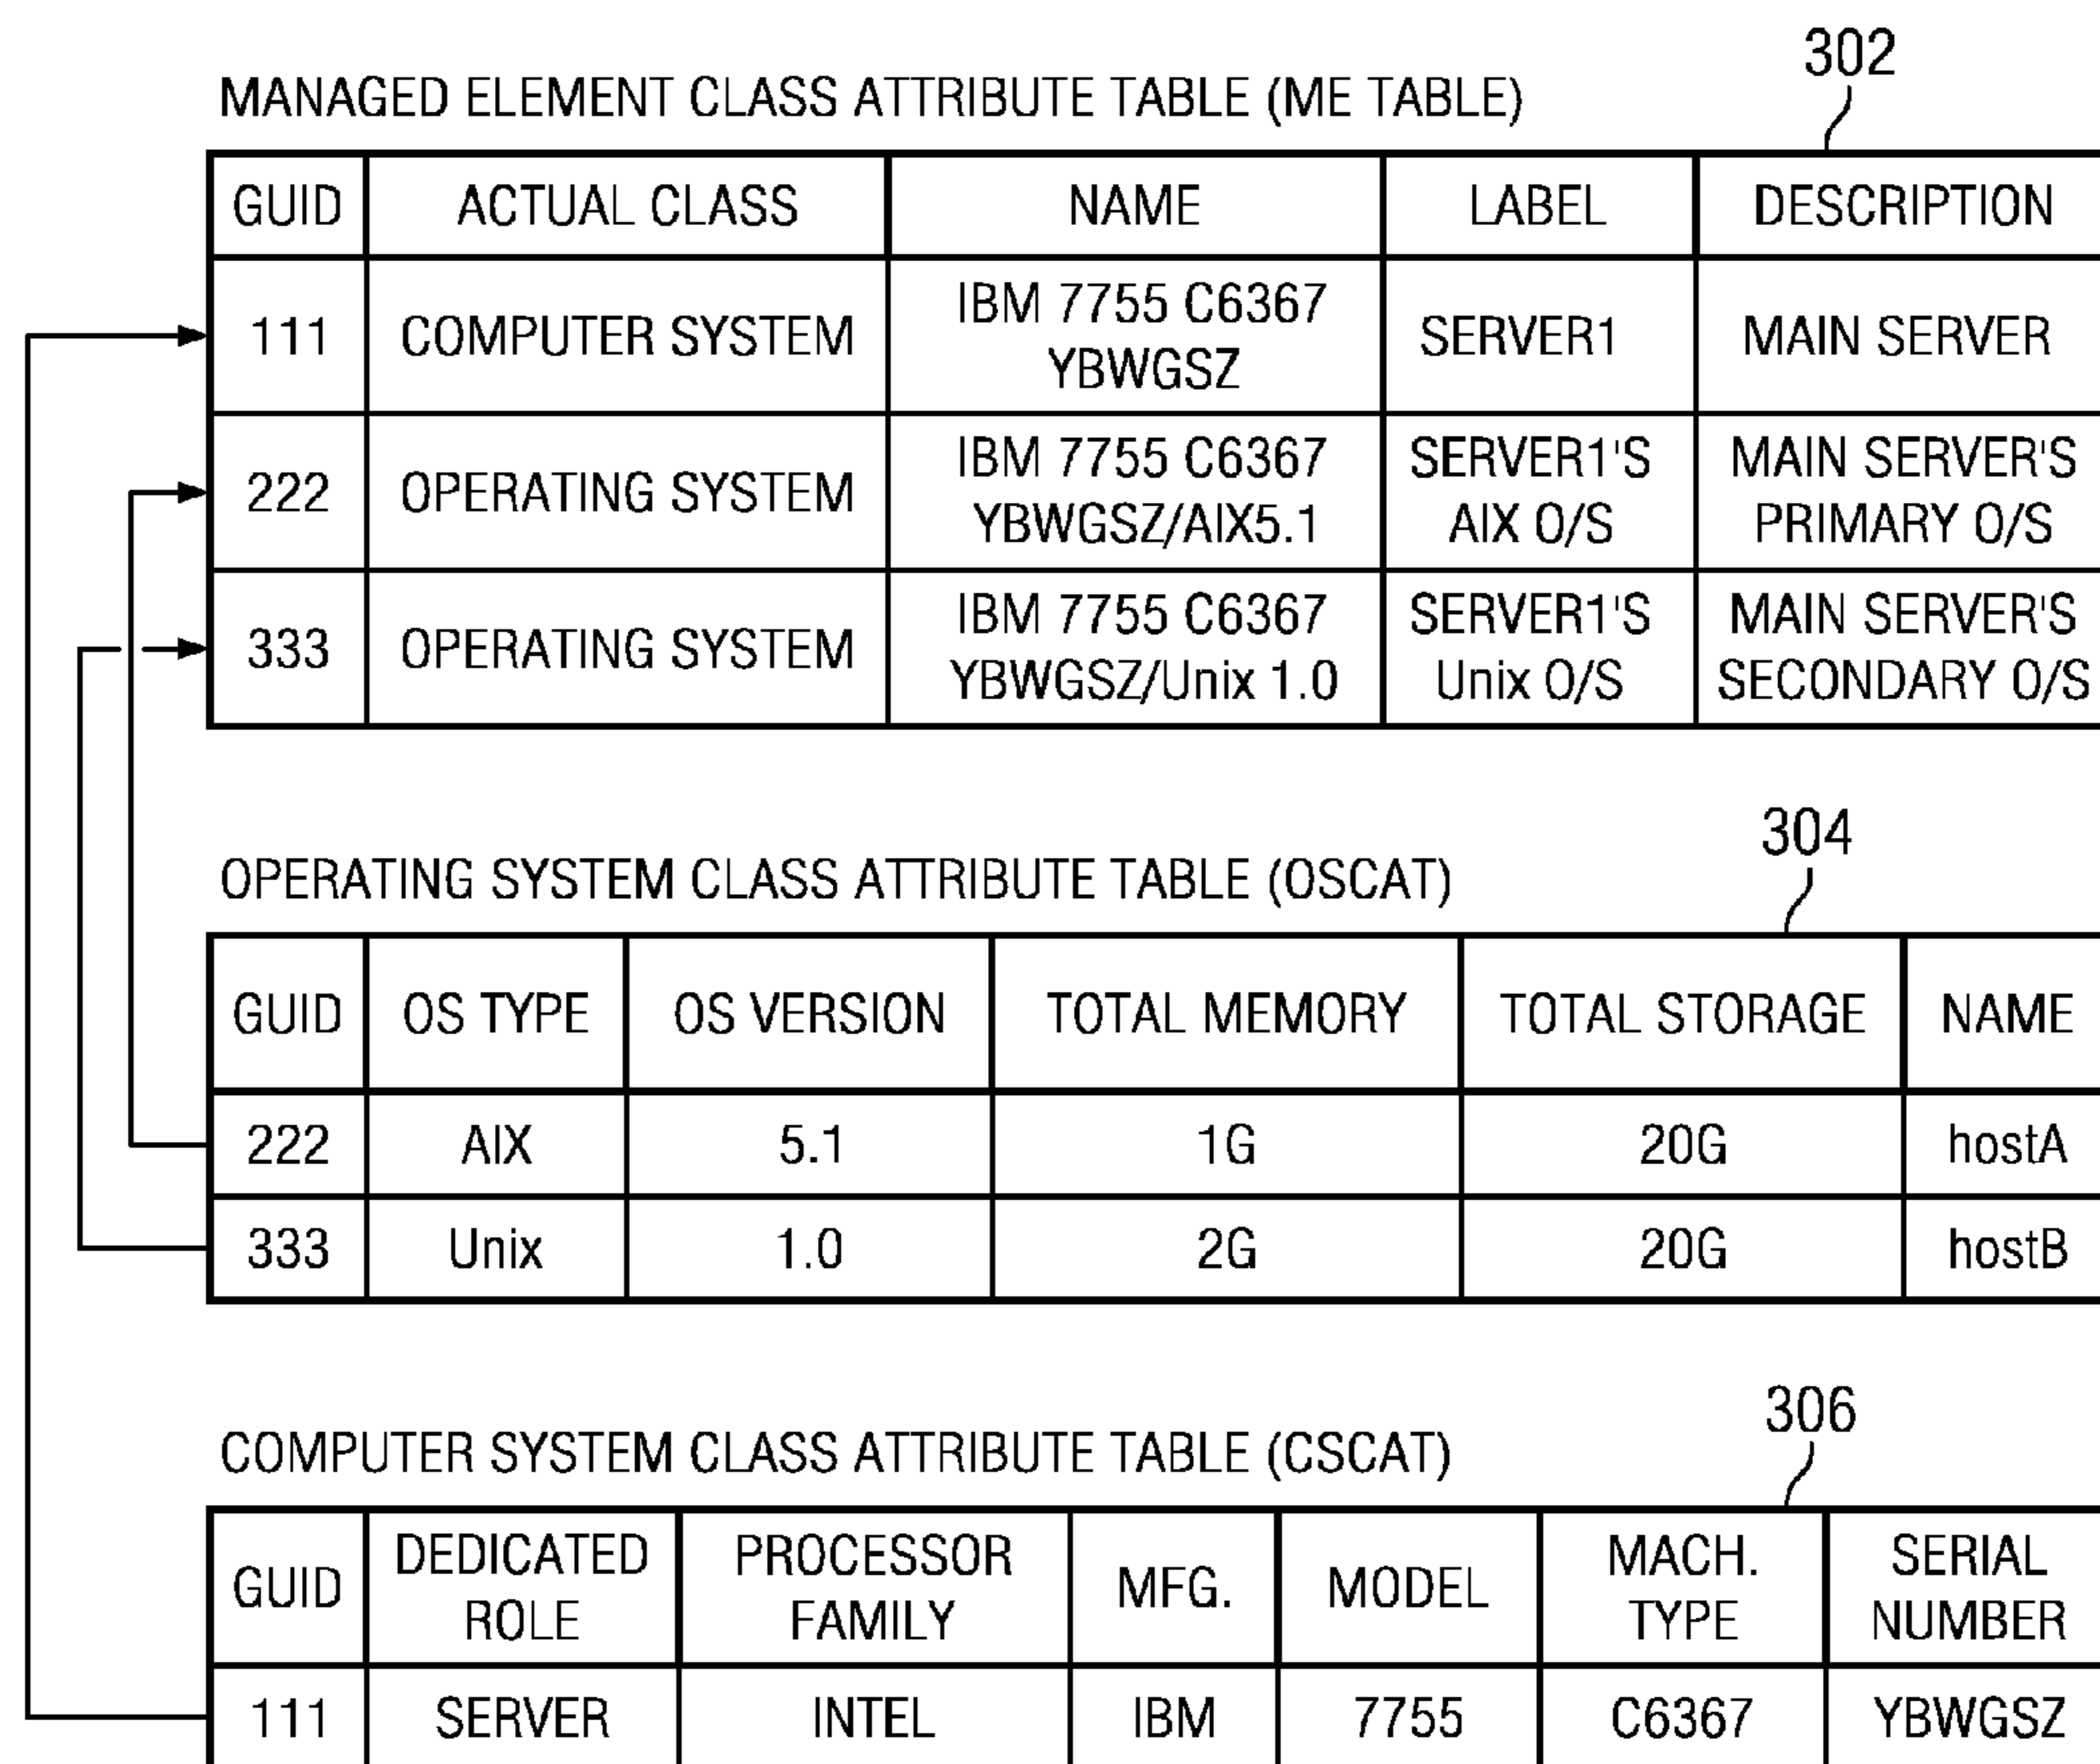 302
MANAGED ELEMENT CLASS ATTRIBUTE TABLE (ME TABLE)
GUID ACTUAL CLASS NAME LABEL DESCRIPTION
111 COMPUTER SYSTEM IBM 7755 C6367 YBWGSZ SERVER1 MAIN SERVER
222 OPERATING SYSTEM IBM 7755 C6367 YBWGSZ/AIX5.1 SERVER1'S AIX O/S MAIN SERVER'S PRIMARY O/S
333 OPERATING SYSTEM IBM 7755 C6367 YBWGSZ/Unix 1.0 SERVER1'S Unix O/S MAIN SERVER'S SECONDARY O/S
304
OPERATING SYSTEM CLASS ATTRIBUTE TABLE (OSCAT)
GUID OS TYPE OS VERSION TOTAL MEMORY TOTAL STORAGE NAME
222 AIX 5.1 1G 20G hostA
333 Unix 1.0 2G 20G hostB
306
COMPUTER SYSTEM CLASS ATTRIBUTE TABLE (CSCAT)
GUID DEDICATED ROLE PROCESSOR FAMILY MFG. MODEL MACH. TYPE SERIAL NUMBER
111 SERVER INTEL IBM 7755 C6367 YBWGSZ